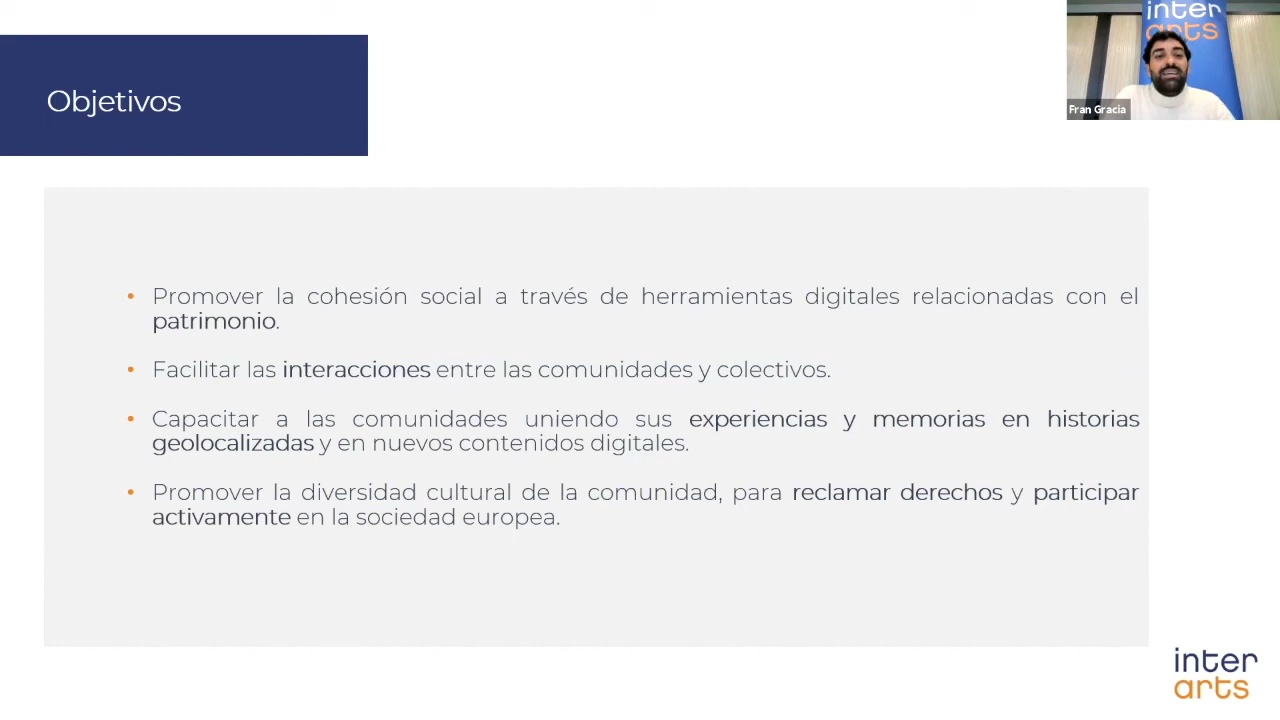 Objetivos
inter
arts
Fran Gracia
• Promover la cohesión social a través de herramientas digitales relacionadas con el
patrimonio.
• Facilitar las interacciones entre las comunidades y colectivos.
• Capacitar a las comunidades uniendo sus experiencias y memorias en historias
geolocalizadas y en nuevos contenidos digitales.
• Promover la diversidad cultural de la comunidad, para reclamar derechos y participar
activamente en la sociedad europea.
inter
arts